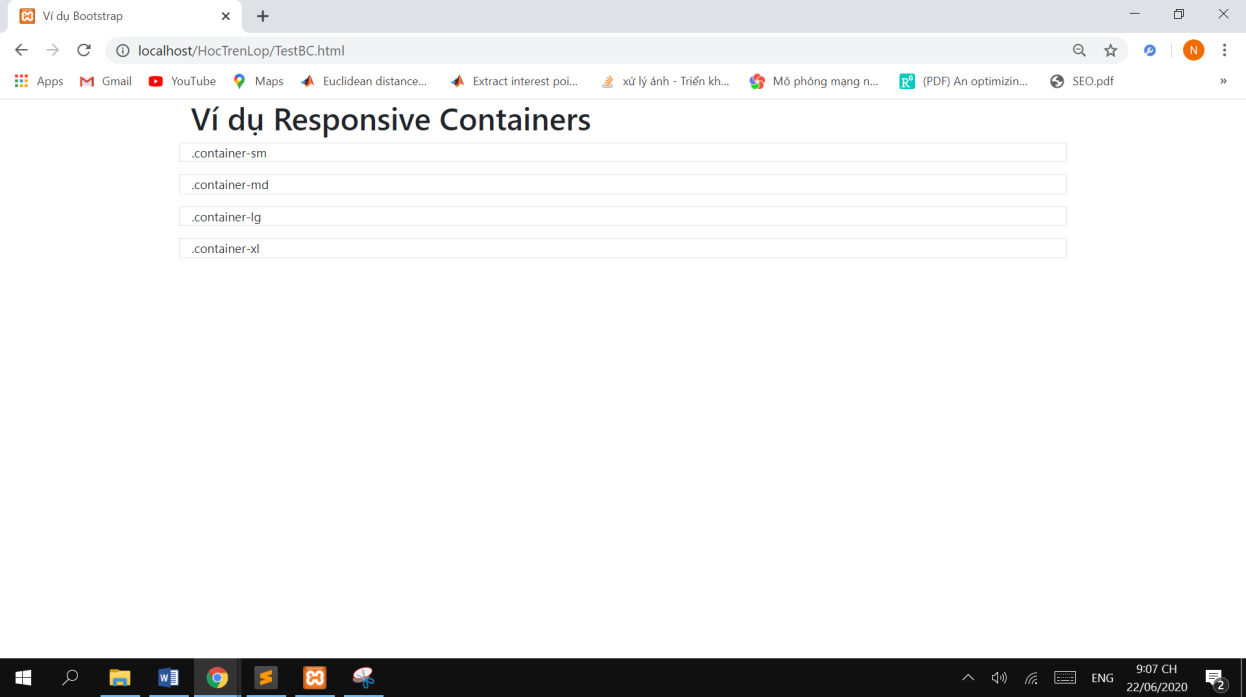 Ví dụ Bootstrap
localhost/HocTrenLop/TestBC.html
N
Apps Gmail YouTube Maps Euclidean distance... Extract interest poi... xử lý ảnh - Triển kh... Mô phỏng mạng n... (PDF) An optimizin... SEO.pdf »
Ví dụ Responsive Containers
.container-sm
.container-md
.container-lg
.container-xl
ENG
9:07 CH
22/06/2020
2